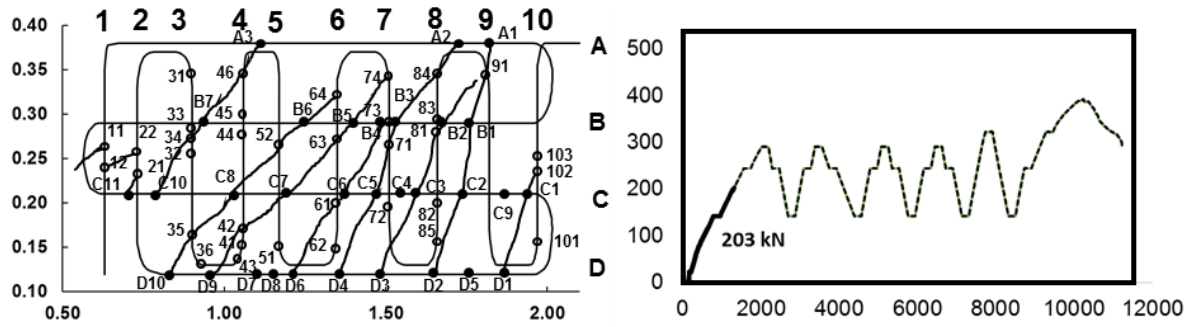 1 2 3 4 5 6 7 8 9 10
0.40 A3 A2 A1 A
0.35 31 46 74 84 91
64
0.30 33 B7 45 B6 B5 73 B3 83 B
11 22 34 44 52 63 B4 81 B2 B1
0.25 32 71 103
12 21 102
C11 C10 C8 C7 C6 C5 C4 C3 C2 C1
0.20 61 72 82 C9 C
35 42 85
0.15 36 41 51 62 101
43 D
D9 D7 D8 D6 D4 D3 D2 D5 D1
0.10 D10
0.50 1.00 1.50 2.00
500
400
300
200
203 kN
100
0
0 2000 4000 6000 8000 10000 12000